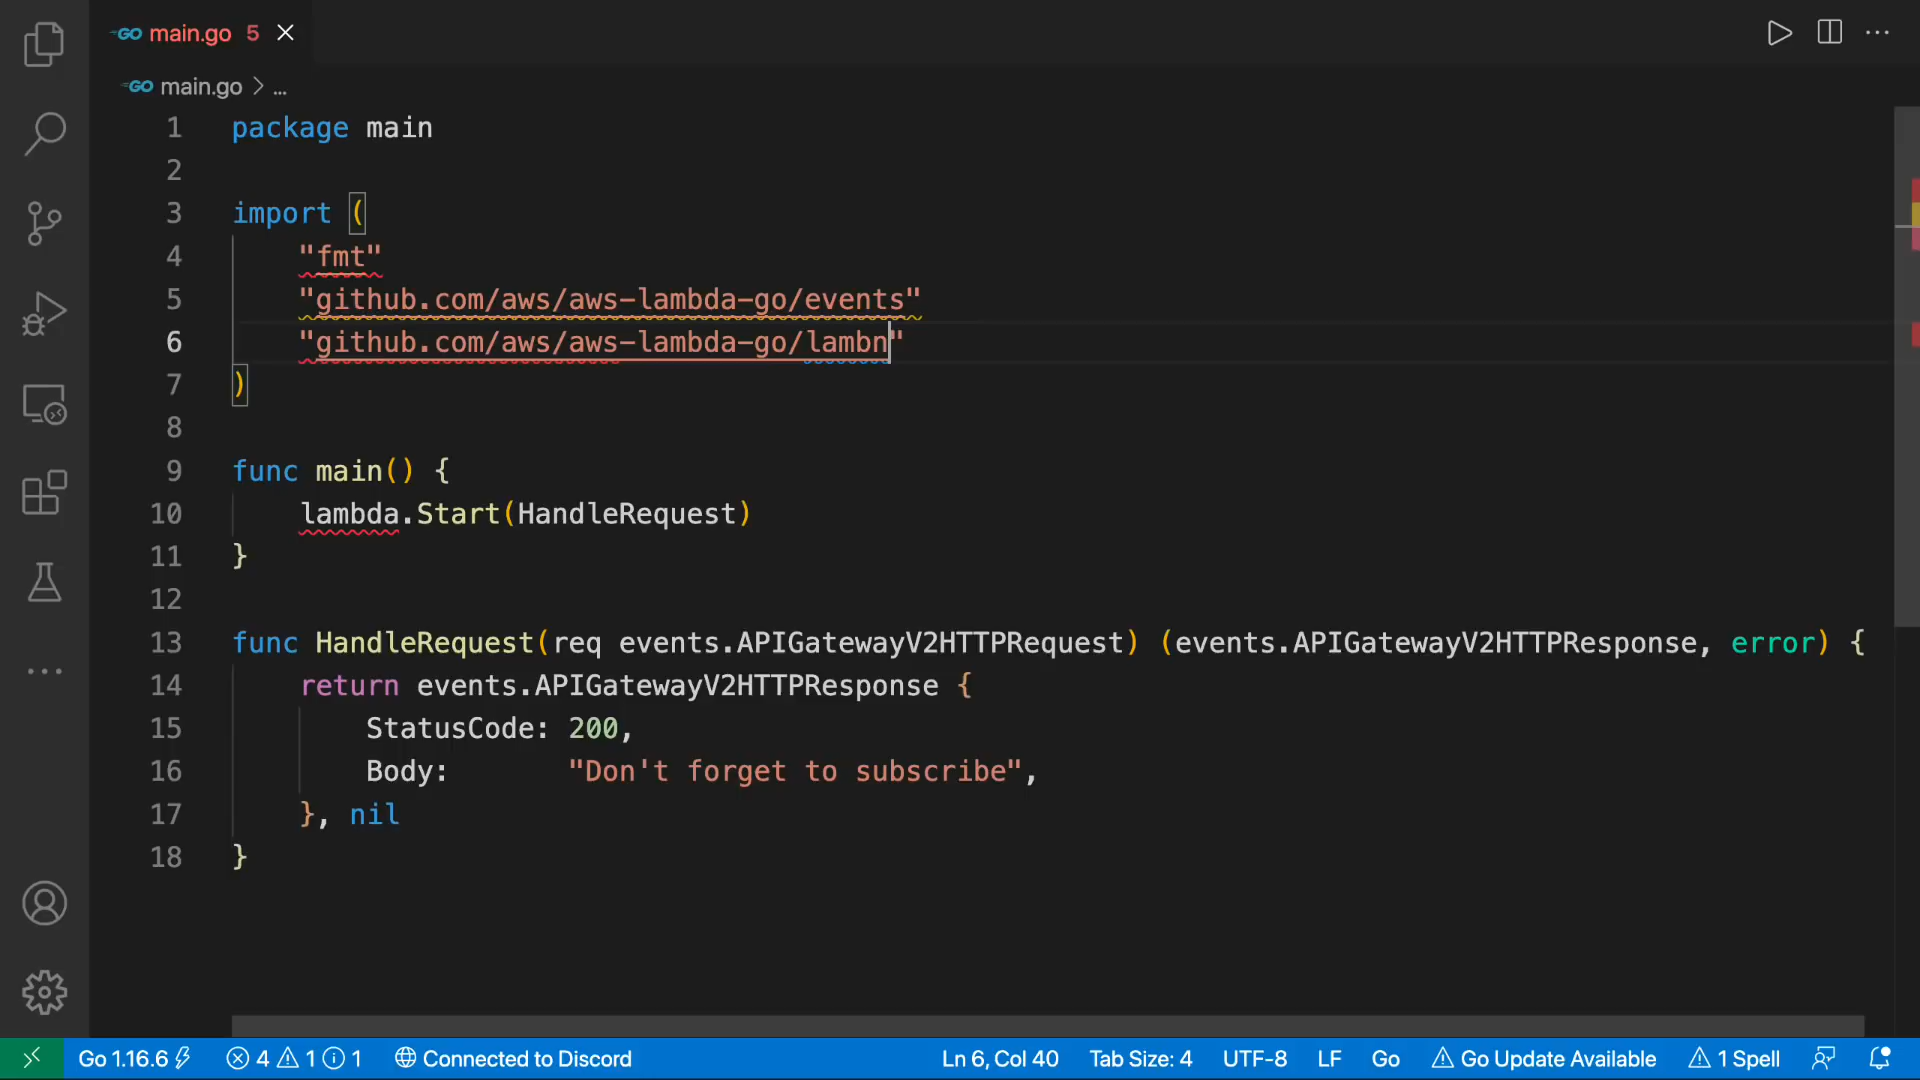 GO main.go 5
GO main.go > ...
1 package main
2
3 import (
4 "fmt"
5 "github.com/aws/aws-lambda-go/events"
6 "github.com/aws/aws-lambda-go/lambn"
7 )
8
9 func main() {
10 lambda.Start(HandleRequest)
11 }
12
13 func HandleRequest(req events.APIGatewayV2HTTPRequest) (events.APIGatewayV2HTTPResponse, error) {
14 return events.APIGatewayV2HTTPResponse {
15 StatusCode: 200,
16 Body: "Don't forget to subscribe",
17 }, nil
18 }
Go 1.16.6 4 1 1 Connected to Discord Ln 6, Col 40 Tab Size: 4 UTF-8 LF Go Go Update Available 1 Spell